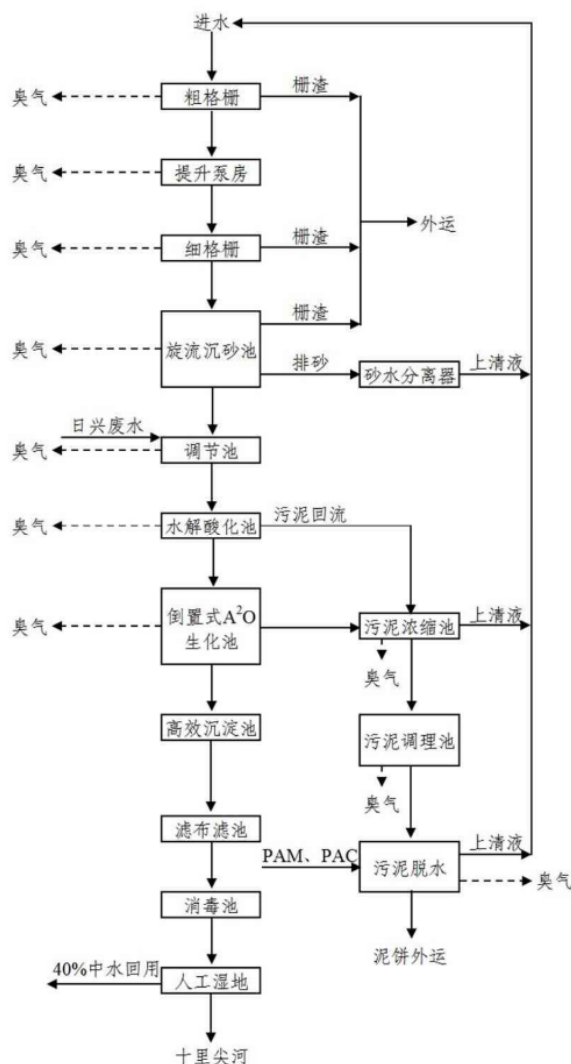 进水
臭气
粗格栅
栅渣
臭气
提升泵房
外运
臭气
细格栅
栅渣
栅渣
臭气
旋流沉砂池
排砂
砂水分离器
上清液
日兴废水
臭气
调节池
臭气
水解酸化池
污泥回流
臭气
倒置式A²O
生化池
污泥浓缩池
上清液
臭气
高效沉淀池
污泥调理池
臭气
滤布滤池
PAM、PAC
污泥脱水
上清液
臭气
消毒池
泥饼外运
40%中水回用
人工湿地
十里尖河